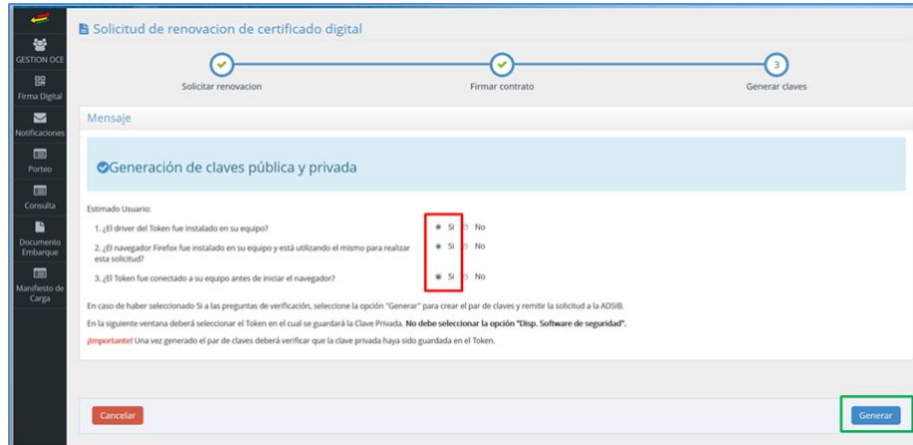 Solicitud de renovacion de certificado digital
GESTION OCE
Firma Digital
Notificaciones
Porteo
Consulta
Documento
Embarque
Manifiesto de
Carga
Solicitar renovacion
Firmar contrato
3
Generar claves
Mensaje
Generación de claves pública y privada
Estimado Usuario:
1. ¿El driver del Token fue instalado en su equipo? Si No
2. ¿El navegador Firefox fue instalado en su equipo y está utilizando el mismo para realizar Si No
esta solicitud?
3. ¿El Token fue conectado a su equipo antes de iniciar el navegador? Si No
En caso de haber seleccionado Si a las preguntas de verificación, seleccione la opción "Generar" para crear el par de claves y remitir la solicitud a la ADSIB.
En la siguiente ventana deberá seleccionar el Token en el cual se guardará la Clave Privada. No debe seleccionar la opción "Disp. Software de seguridad".
¡Importante! Una vez generado el par de claves deberá verificar que la clave privada haya sido guardada en el Token.
Cancelar
Generar